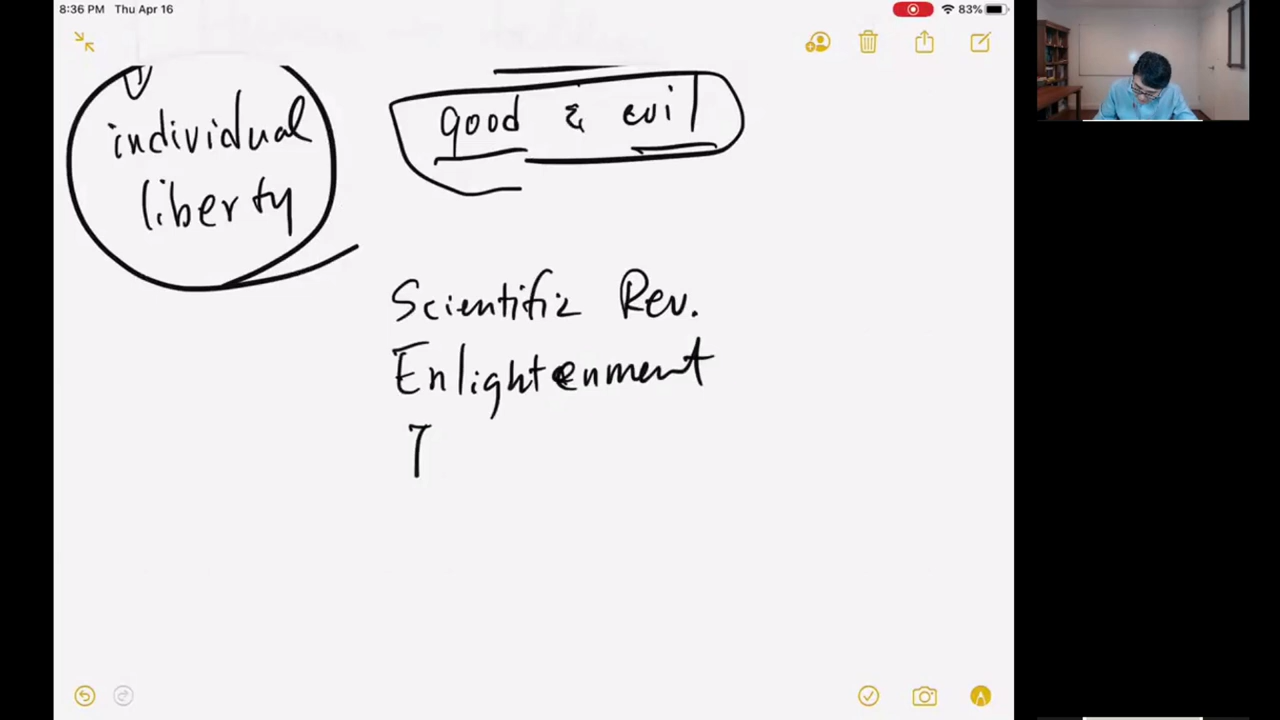 8:36 PM Thu Apr 16
83%
individual
liberty
good & evil
Scientific Rev.
Enlightenment